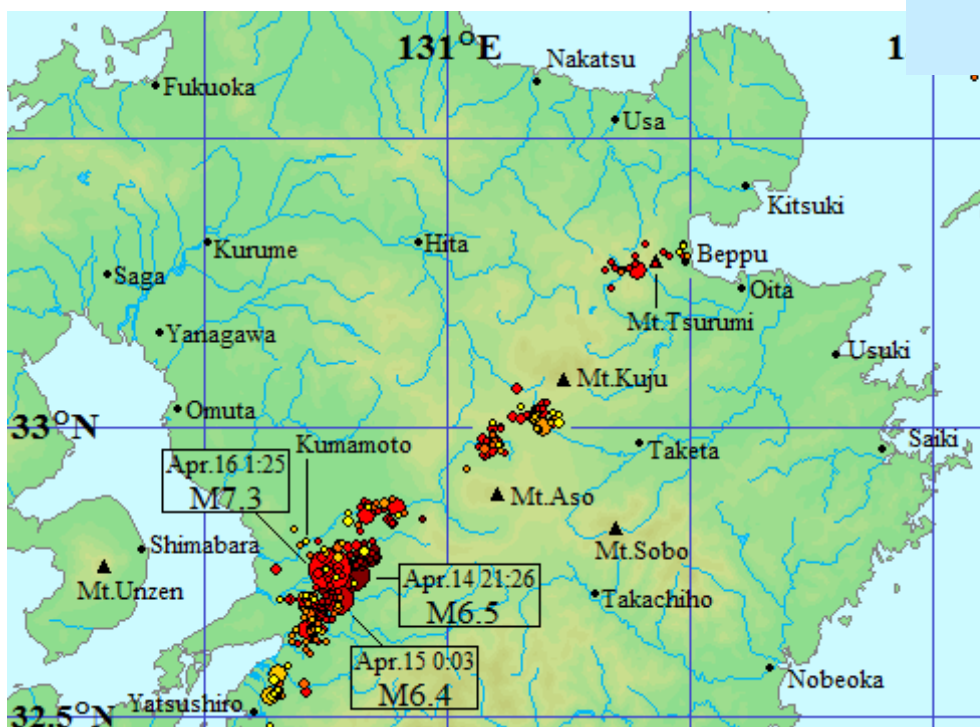 131°E
1
Nakatsu
Fukuoka
Usa
Kitsuki
Kurume
Hita
Beppu
Saga
Oita
Mt.Tsurumi
Yanagawa
Usuki
Mt.Kuju
Omuta
33°N
Kumamoto
Taketa
Saiki
Apr.16 1:25
M7.3
Mt.Aso
Shimabara
Mt.Sobo
Mt.Unzen
Apr.14 21:26
M6.5
Takachiho
Apr.15 0:03
M6.4
Nobeoka
Yatsushiro
32.5°N